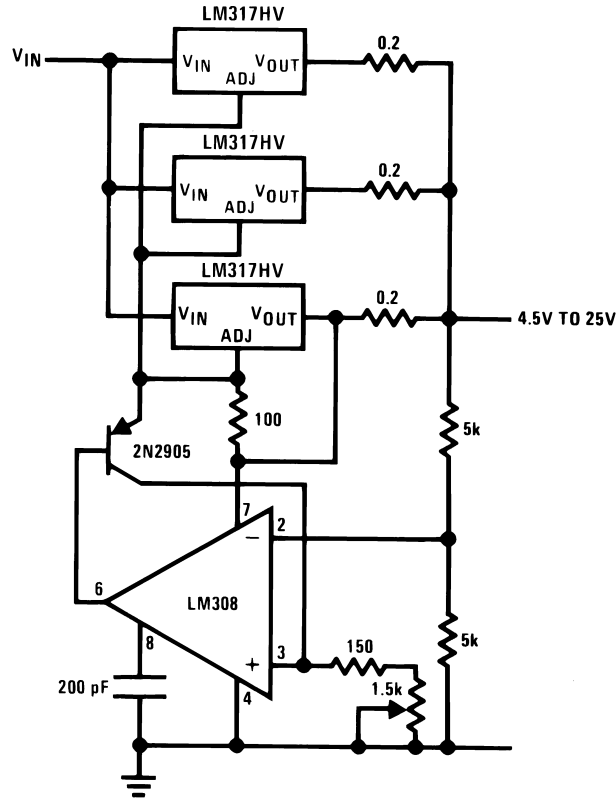 LM317HV
VIN
VIN
VOUT
ADJ
0.2
LM317HV
VIN
VOUT
ADJ
0.2
LM317HV
VIN
VOUT
ADJ
0.2
4.5V TO 25V
100
5k
2N2905
7
2
−
6
LM308
8
+
3
150
5k
200 pF
4
1.5k